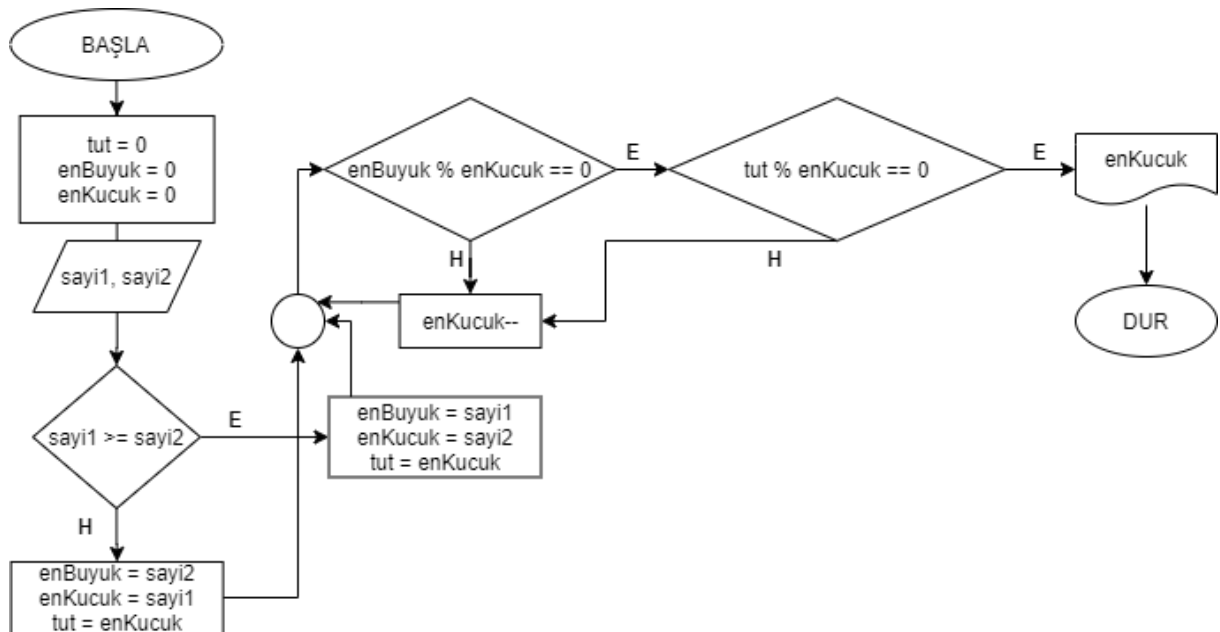 BAŞLA
tut = 0
enBuyuk = 0
enKucuk = 0
sayi1, sayi2
sayi1 >= sayi2
E
H
enBuyuk = sayi2
enKucuk = sayi1
tut = enKucuk
enBuyuk = sayi1
enKucuk = sayi2
tut = enKucuk
enBuyuk % enKucuk == 0
E
H
enKucuk--
tut % enKucuk == 0
E
H
enKucuk
DUR